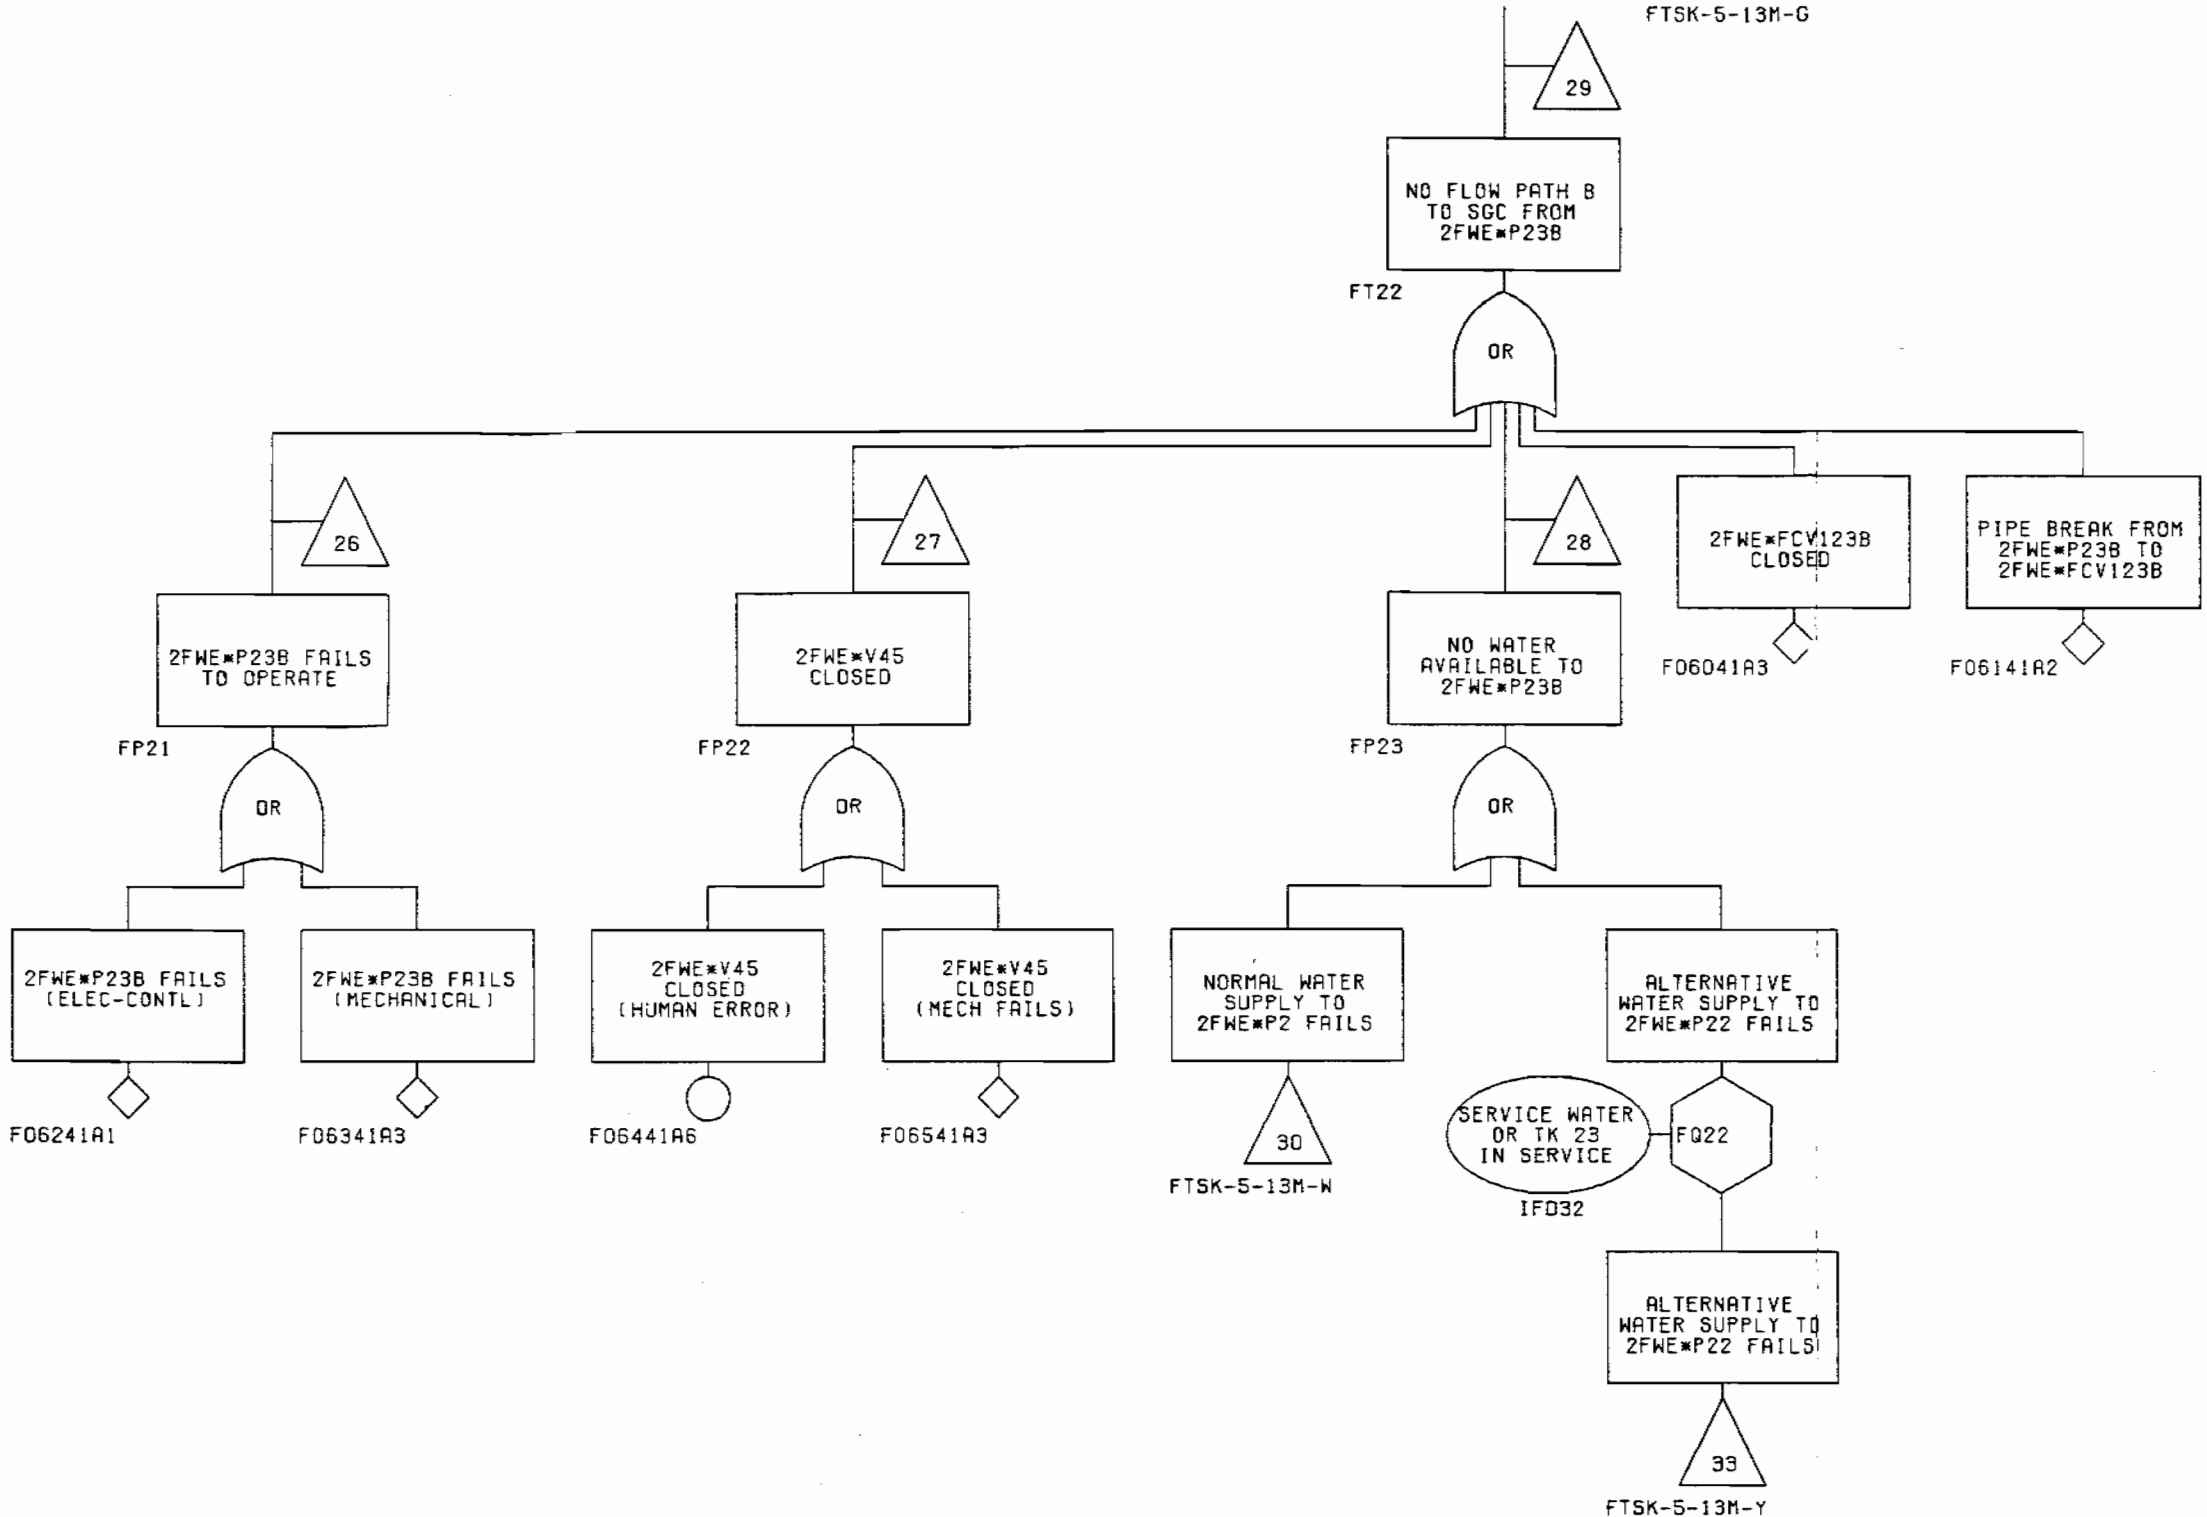 FTSK-5-13M-G
29
NO FLOW PATH B
TO SGC FROM
2FWE*P23B
FT22
OR
26
27
28
2FWE*FCV123B
CLOSED
PIPE BREAK FROM
2FWE*P23B TO
2FWE*FCV123B
2FWE*P23B FAILS
TO OPERATE
2FWE*V45
CLOSED
NO WATER
AVAILABLE TO
2FWE*P23B
F06041A3
F06141A2
FP21
FP22
FP23
OR
OR
OR
2FWE*P23B FAILS
(ELEC-CONTL)
2FWE*P23B FAILS
(MECHANICAL)
2FWE*V45
CLOSED
(HUMAN ERROR)
2FWE*V45
CLOSED
(MECH FAILS)
NORMAL WATER
SUPPLY TO
2FWE*P2 FAILS
ALTERNATIVE
WATER SUPPLY TO
2FWE*P22 FAILS
F06241A1
F06341A3
F06441A6
F06541A3
30
FTSK-5-13M-W
SERVICE WATER
OR TK 23
IN SERVICE
FQ22
IF032
ALTERNATIVE
WATER SUPPLY TO
2FWE*P22 FAILS
33
FTSK-5-13M-Y